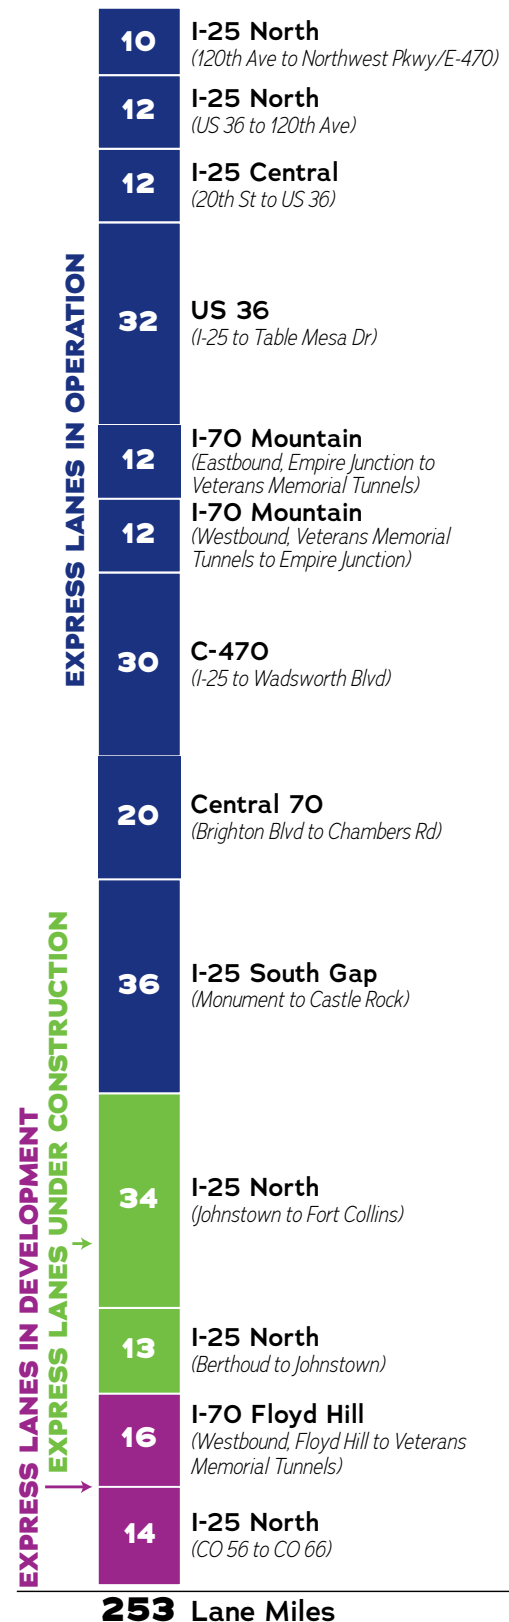 10
I-25 North
(120th Ave to Northwest Pkwy/E-470)
12
I-25 North
(US 36 to 120th Ave)
12
I-25 Central
(20th St to US 36)
EXPRESS LANES IN OPERATION
32
US 36
(I-25 to Table Mesa Dr)
12
I-70 Mountain
(Eastbound, Empire Junction to
Veterans Memorial Tunnels)
12
I-70 Mountain
(Westbound, Veterans Memorial
Tunnels to Empire Junction)
30
C-470
(I-25 to Wadsworth Blvd)
20
Central 70
(Brighton Blvd to Chambers Rd)
36
I-25 South Gap
(Monument to Castle Rock)
EXPRESS LANES UNDER CONSTRUCTION
34
I-25 North
(Johnstown to Fort Collins)
13
I-25 North
(Berthoud to Johnstown)
EXPRESS LANES IN DEVELOPMENT
16
I-70 Floyd Hill
(Westbound, Floyd Hill to Veterans
Memorial Tunnels)
14
I-25 North
(CO 56 to CO 66)
253 Lane Miles